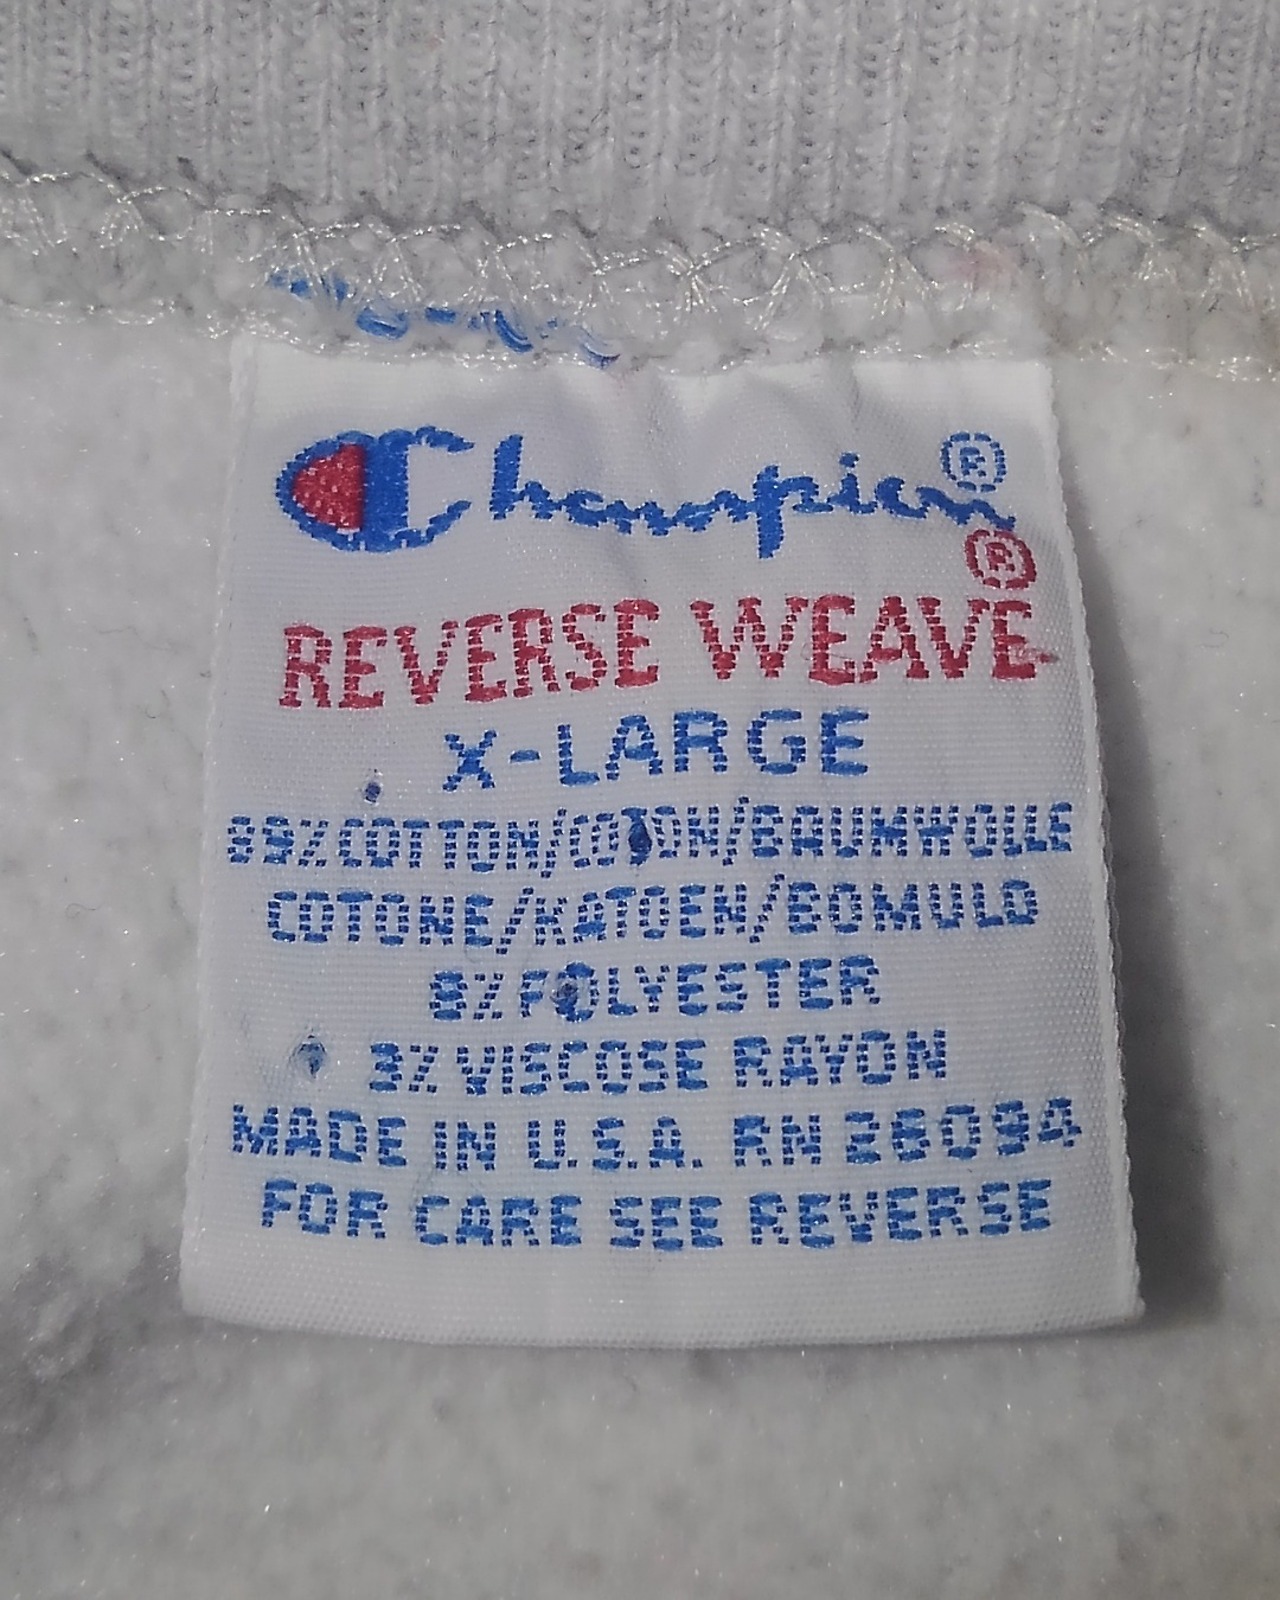 Champion®
REVERSE WEAVE®
X-LARGE
89% COTTON/COTON/BAUMWOLLE
COTONE/KATOEN/BOMULD
8% POLYESTER
3% VISCOSE RAYON
MADE IN U.S.A. RN 26094
FOR CARE SEE REVERSE